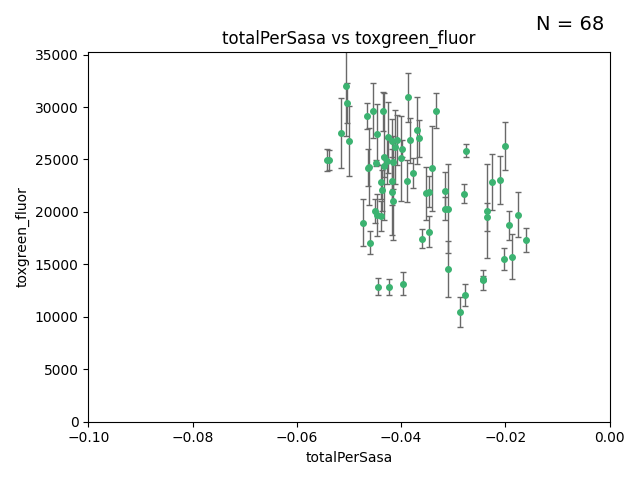 N = 68
totalPerSasa vs toxgreen_fluor
toxgreen_fluor
35000
30000
25000
20000
15000
10000
5000
0
−0.10 −0.08 −0.06 −0.04 −0.02 0.00
totalPerSasa